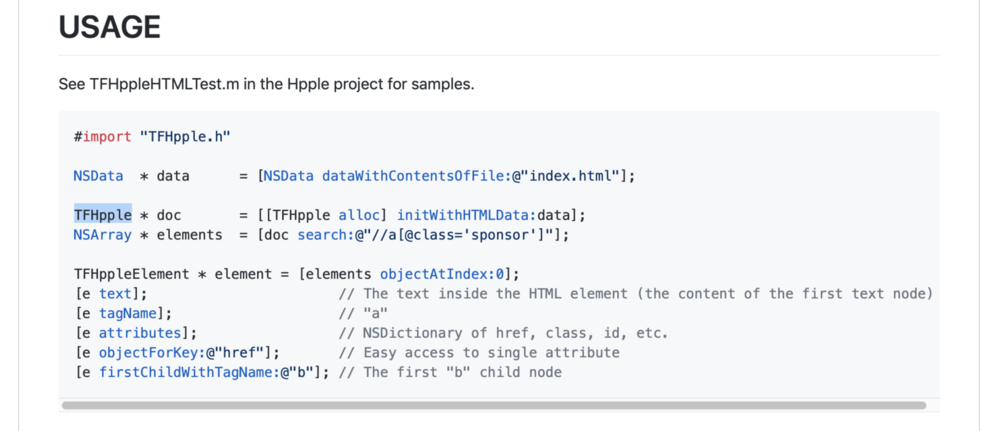 USAGE
See TFHppleHTMLTest.m in the Hpple project for samples.
#import "TFHpple.h"
NSData  * data      = [NSData dataWithContentsOfFile:@"index.html"];
TFHpple * doc       = [[TFHpple alloc] initWithHTMLData:data];
NSArray * elements  = [doc search:@"//a[@class='sponsor']"];
TFHppleElement * element = [elements objectAtIndex:0];
[e text];                       // The text inside the HTML element (the content of the first text node)
[e tagName];                    // "a"
[e attributes];                 // NSDictionary of href, class, id, etc.
[e objectForKey:@"href"];       // Easy access to single attribute
[e firstChildWithTagName:@"b"]; // The first "b" child node